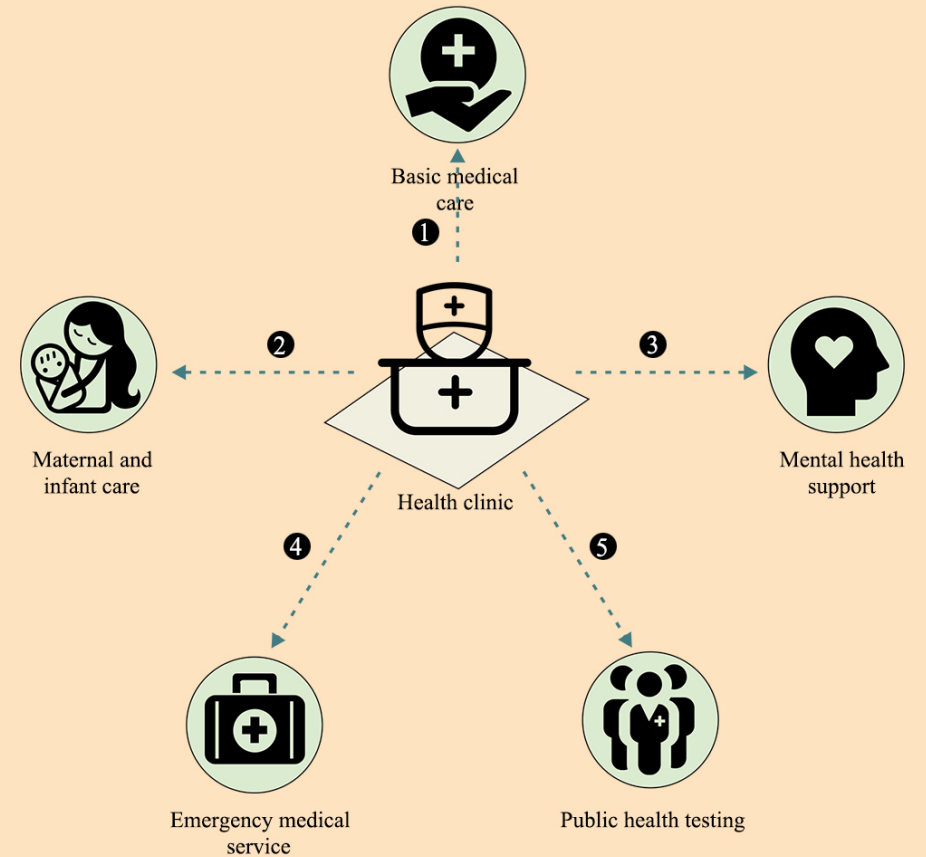 Basic medical
care
1
2
3
Maternal and
infant care
Mental health
support
Health clinic
4
5
Emergency medical
service
Public health testing